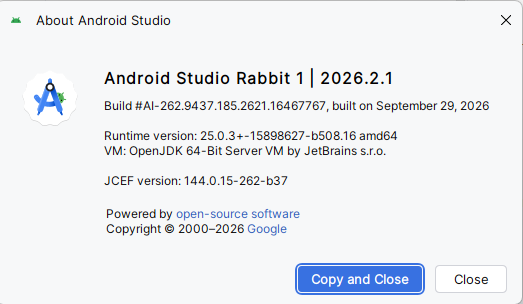 About Android Studio
Android Studio Rabbit 1 | 2026.2.1
Build #AI-262.9437.185.2621.16467767, built on September 29, 2026
Runtime version: 25.0.3+-15898627-b508.16 amd64
VM: OpenJDK 64-Bit Server VM by JetBrains s.r.o.
JCEF version: 144.0.15-262-b37
Powered by open-source software
Copyright © 2000–2026 Google
Copy and Close
Close